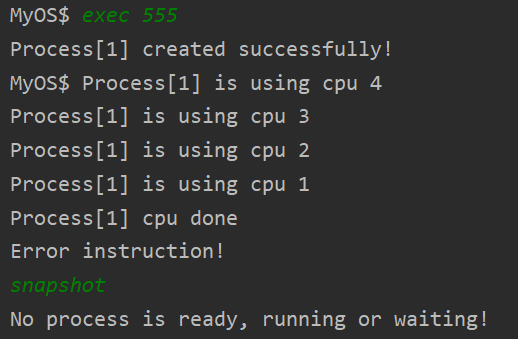 MyOS$ exec 555
Process[1] created successfully!
MyOS$ Process[1] is using cpu 4
Process[1] is using cpu 3
Process[1] is using cpu 2
Process[1] is using cpu 1
Process[1] cpu done
Error instruction!
snapshot
No process is ready, running or waiting!